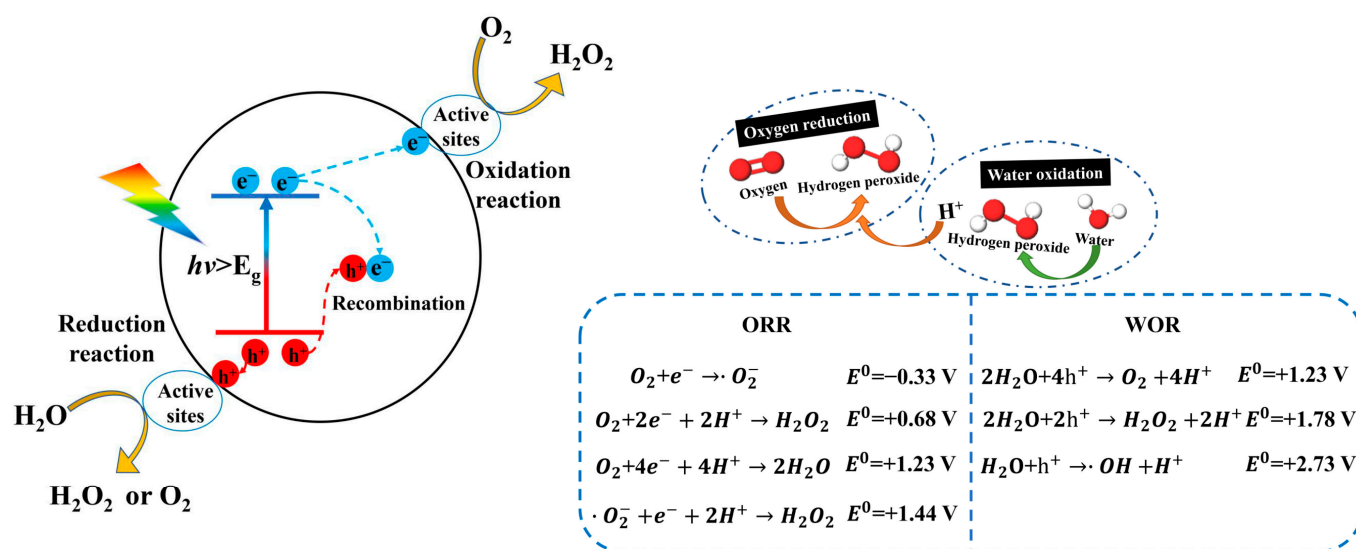 O₂
H₂O₂
Active
sites
e⁻
Oxidation
reaction
e⁻ e⁻
hv>E_g
h⁺ e⁻
Recombination
Reduction
reaction
h⁺ h⁺
h⁺
Active
sites
H₂O
H₂O₂ or O₂
Oxygen reduction
Oxygen
Hydrogen peroxide
Water oxidation
H⁺
Hydrogen peroxide
Water
ORR
O₂+e⁻ → · O₂⁻ E⁰=−0.33 V
O₂+2e⁻ + 2H⁺ → H₂O₂ E⁰=+0.68 V
O₂+4e⁻ + 4H⁺ → 2H₂O E⁰=+1.23 V
· O₂⁻ + e⁻ + 2H⁺ → H₂O₂ E⁰=+1.44 V
WOR
2H₂O+4h⁺ → O₂ + 4H⁺ E⁰=+1.23 V
2H₂O+2h⁺ → H₂O₂ + 2H⁺ E⁰=+1.78 V
H₂O+h⁺ → · OH + H⁺ E⁰=+2.73 V